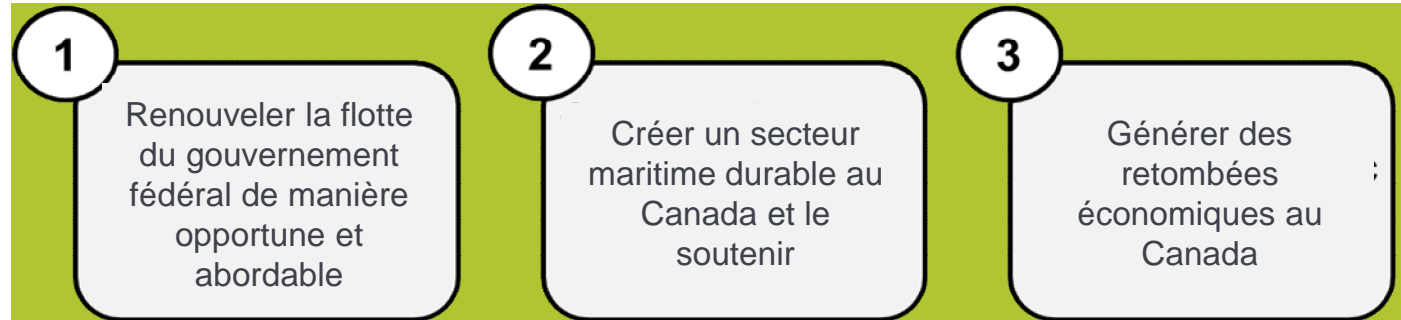 1
Renouveler la flotte
du gouvernement
fédéral de manière
opportune et
abordable
2
Créer un secteur
maritime durable au
Canada et le
soutenir
3
Générer des
retombées
économiques au
Canada